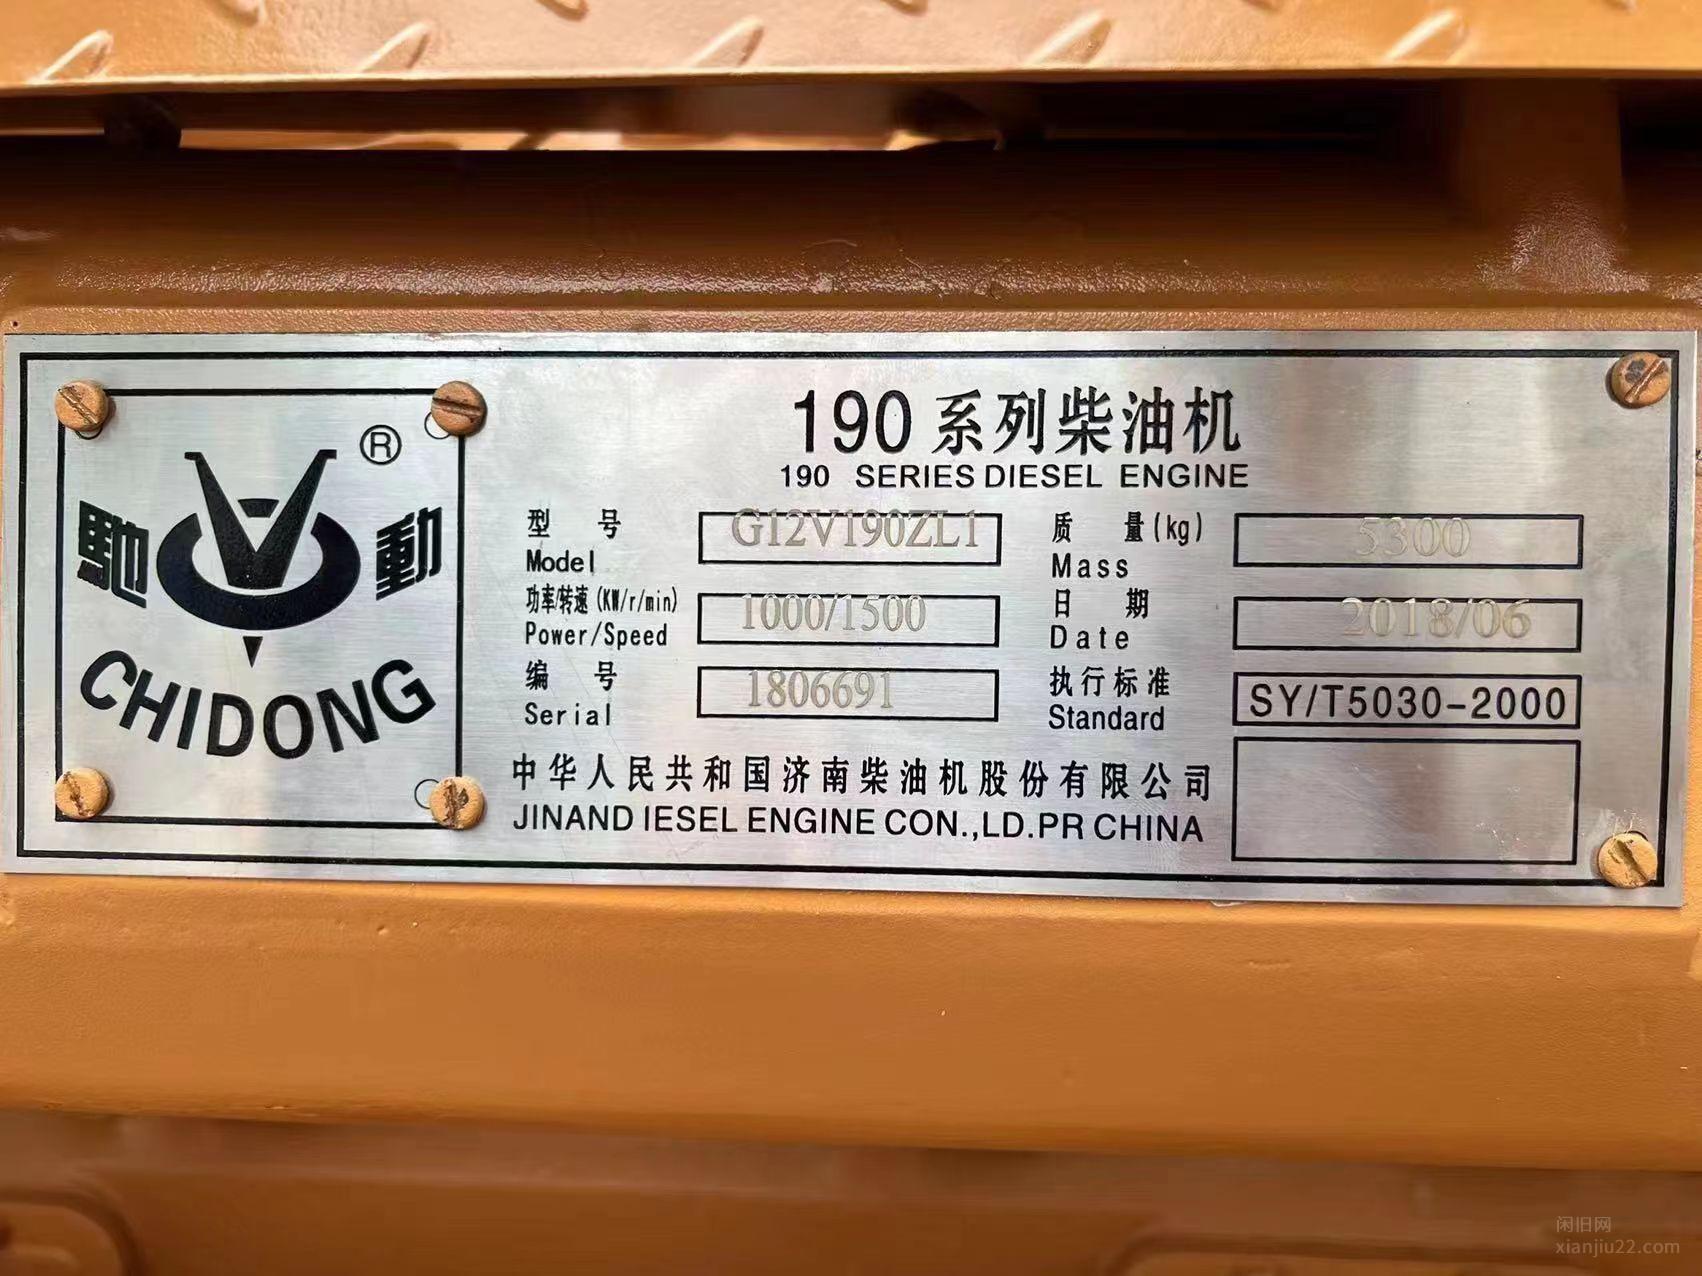 馳動
®
CHIDONG
190 系列柴油机
190 SERIES DIESEL ENGINE
型 号 G12V190ZL1 质 量(kg) 5300
Model Mass
功率/转速(KW/r/min) 1000/1500 日 期 2018/06
Power/Speed Date
编 号 1806691 执行标准 SY/T5030-2000
Serial Standard
中华人民共和国济南柴油机股份有限公司
JINAND IESEL ENGINE CON.,LD.PR CHINA
闲旧网
xianjiu22.com